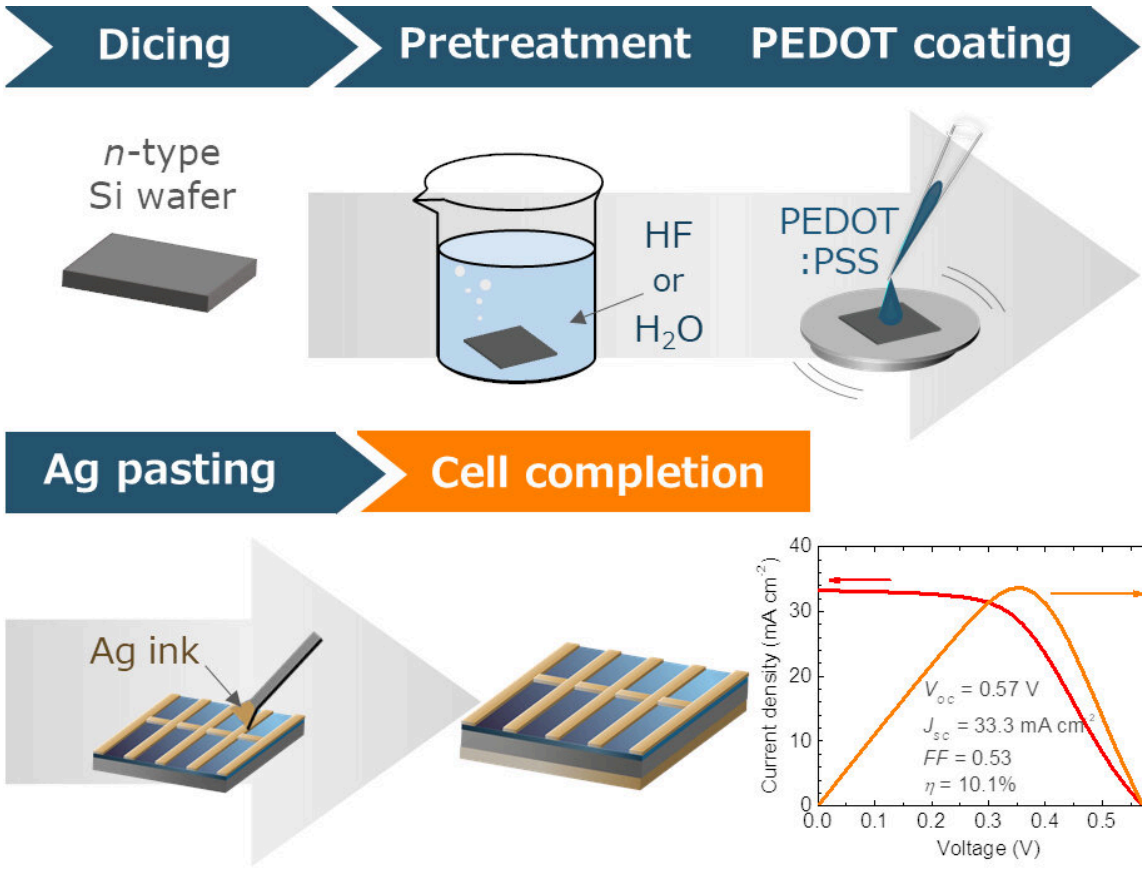 Dicing
Pretreatment
PEDOT coating
n-type
Si wafer
HF
or
H₂O
PEDOT
:PSS
Ag pasting
Cell completion
Ag ink
Current density (mA cm⁻²)
40
30
20
10
0
V_oc = 0.57 V
J_sc = 33.3 mA cm⁻²
FF = 0.53
η = 10.1%
0.0 0.1 0.2 0.3 0.4 0.5
Voltage (V)